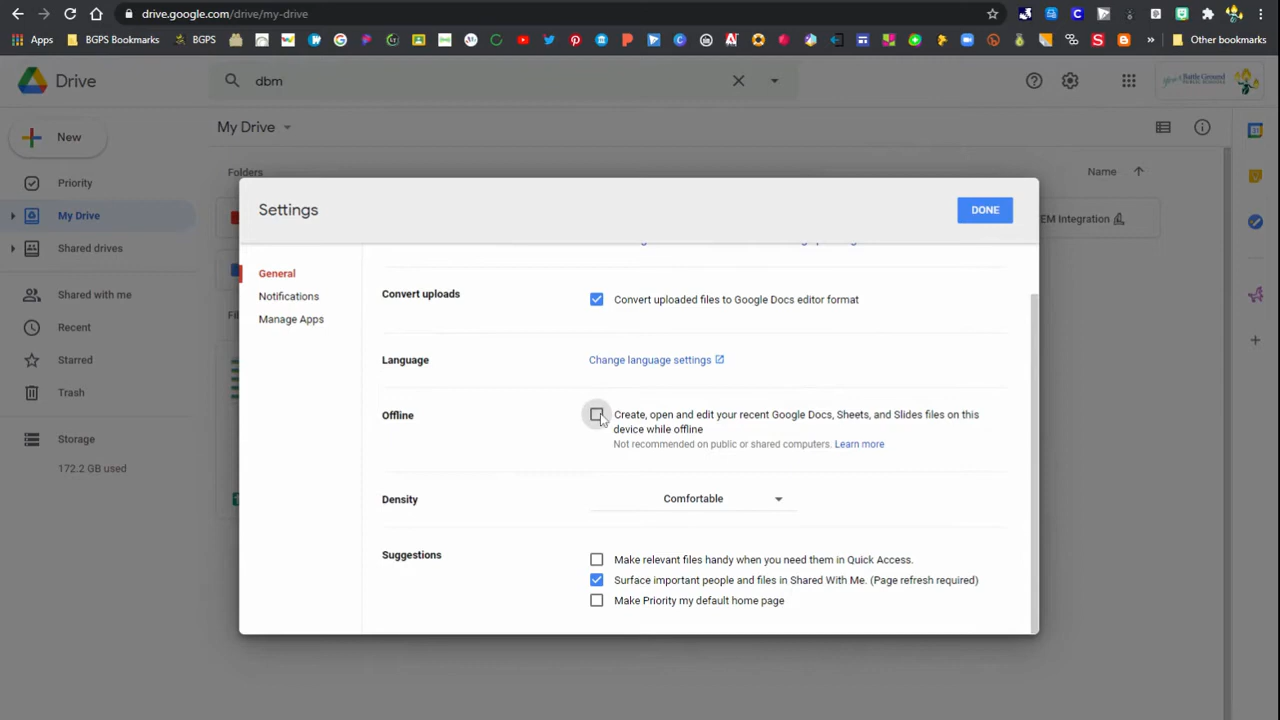 drive.google.com/drive/my-drive
Apps
BGPS Bookmarks
BGPS
Other bookmarks
Drive
dbm
New
My Drive
Priority
My Drive
Shared drives
Shared with me
Recent
Starred
Trash
Storage
172.2 GB used
Folders
Name
EM Integration
Settings
DONE
General
Notifications
Manage Apps
Convert uploads
Convert uploaded files to Google Docs editor format
Language
Change language settings
Offline
Create, open and edit your recent Google Docs, Sheets, and Slides files on this
device while offline
Not recommended on public or shared computers. Learn more
Density
Comfortable
Suggestions
Make relevant files handy when you need them in Quick Access.
Surface important people and files in Shared With Me. (Page refresh required)
Make Priority my default home page